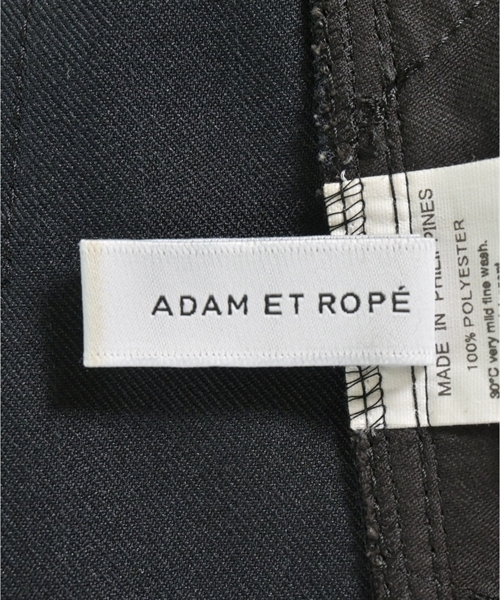 ADAM ET ROPÉ
MADE IN PHILIPPINES
100% POLYESTER
30°C very mild fine wash.